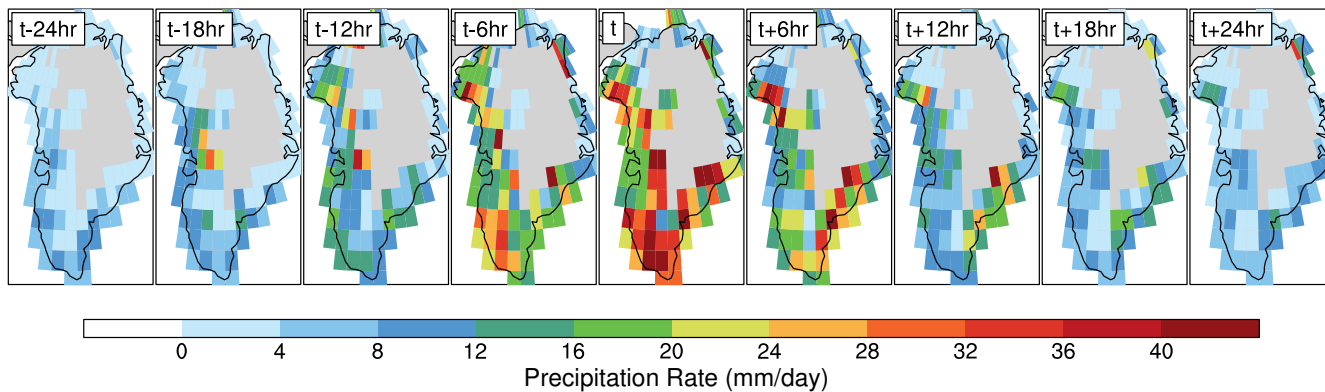 t-24hr t-18hr t-12hr t-6hr t t+6hr t+12hr t+18hr t+24hr
0 4 8 12 16 20 24 28 32 36 40
Precipitation Rate (mm/day)